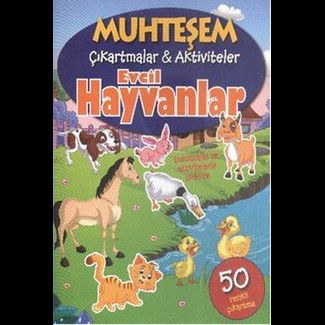 MUHTEŞEM
Çıkartmalar & Aktiviteler
Evcil
Hayvanlar
50
renkli
çıkartma